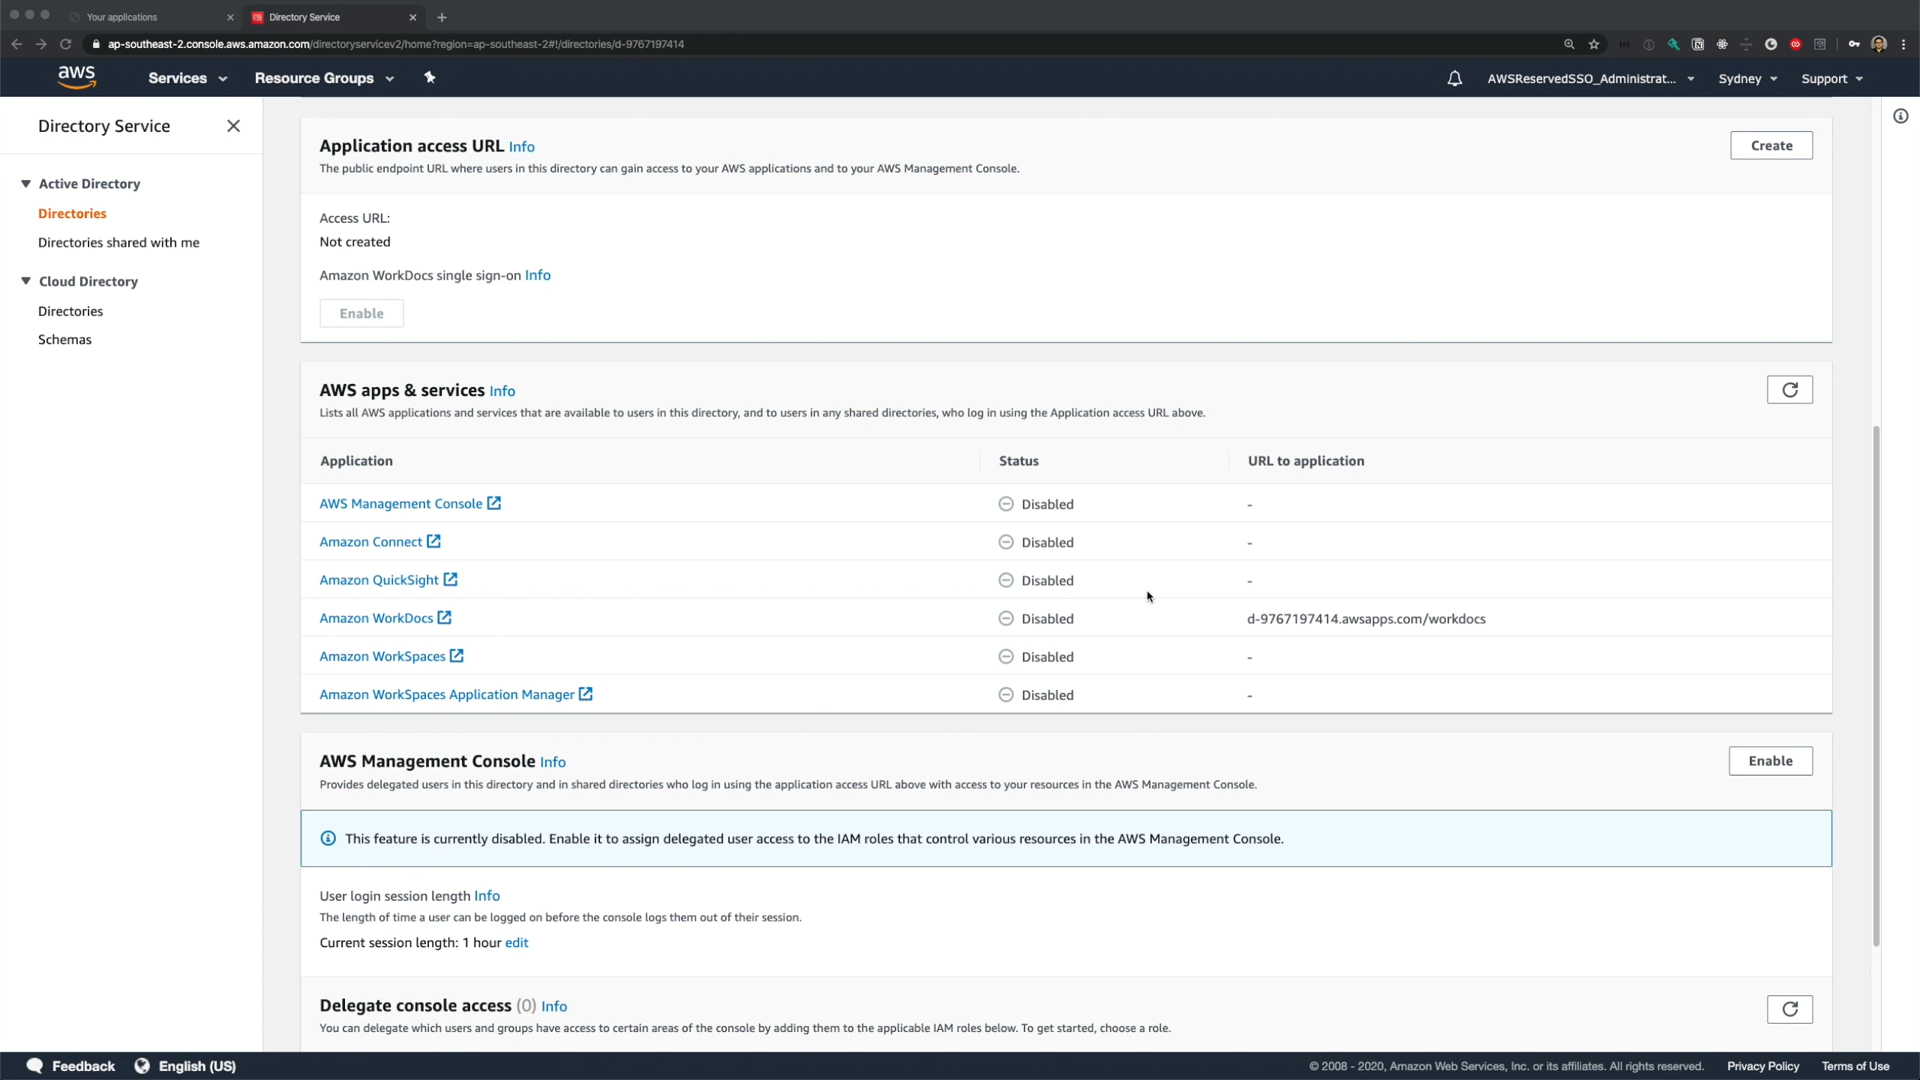 Your applications
Directory Service
ap-southeast-2.console.aws.amazon.com/directoryservicev2/home?region=ap-southeast-2#!/directories/d-9767197414
aws
Services
Resource Groups
AWSReservedSSO_Administrat...
Sydney
Support
Directory Service
Active Directory
Directories
Directories shared with me
Cloud Directory
Directories
Schemas
Application access URL Info
Create
The public endpoint URL where users in this directory can gain access to your AWS applications and to your AWS Management Console.
Access URL:
Not created
Amazon WorkDocs single sign-on Info
Enable
AWS apps & services Info
Lists all AWS applications and services that are available to users in this directory, and to users in any shared directories, who log in using the Application access URL above.
Application Status URL to application
AWS Management Console Disabled -
Amazon Connect Disabled -
Amazon QuickSight Disabled -
Amazon WorkDocs Disabled d-9767197414.awsapps.com/workdocs
Amazon WorkSpaces Disabled -
Amazon WorkSpaces Application Manager Disabled -
AWS Management Console Info
Enable
Provides delegated users in this directory and in shared directories who log in using the application access URL above with access to your resources in the AWS Management Console.
This feature is currently disabled. Enable it to assign delegated user access to the IAM roles that control various resources in the AWS Management Console.
User login session length Info
The length of time a user can be logged on before the console logs them out of their session.
Current session length: 1 hour edit
Delegate console access (0) Info
You can delegate which users and groups have access to certain areas of the console by adding them to the applicable IAM roles below. To get started, choose a role.
Feedback
English (US)
© 2008 - 2020, Amazon Web Services, Inc. or its affiliates. All rights reserved.
Privacy Policy
Terms of Use